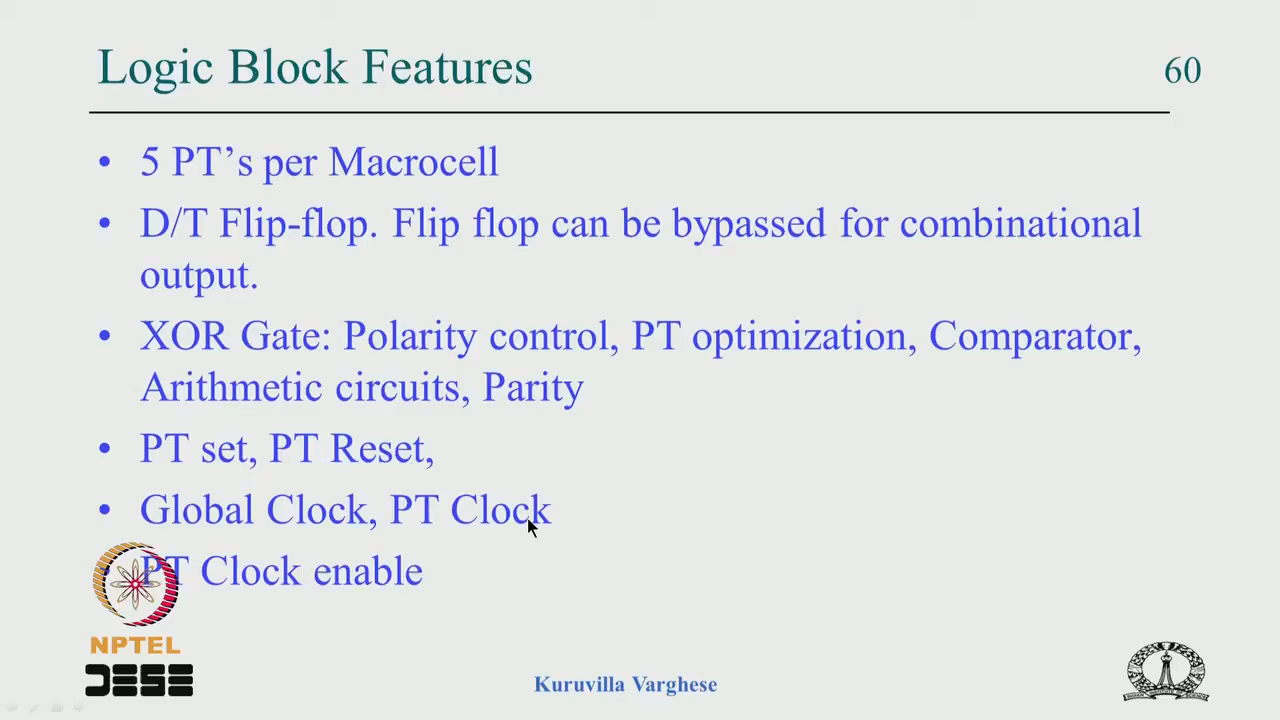 Logic Block Features
60
• 5 PT’s per Macrocell
• D/T Flip-flop. Flip flop can be bypassed for combinational
output.
• XOR Gate: Polarity control, PT optimization, Comparator,
Arithmetic circuits, Parity
• PT set, PT Reset,
• Global Clock, PT Clock
• PT Clock enable
NPTEL
DESE
Kuruvilla Varghese